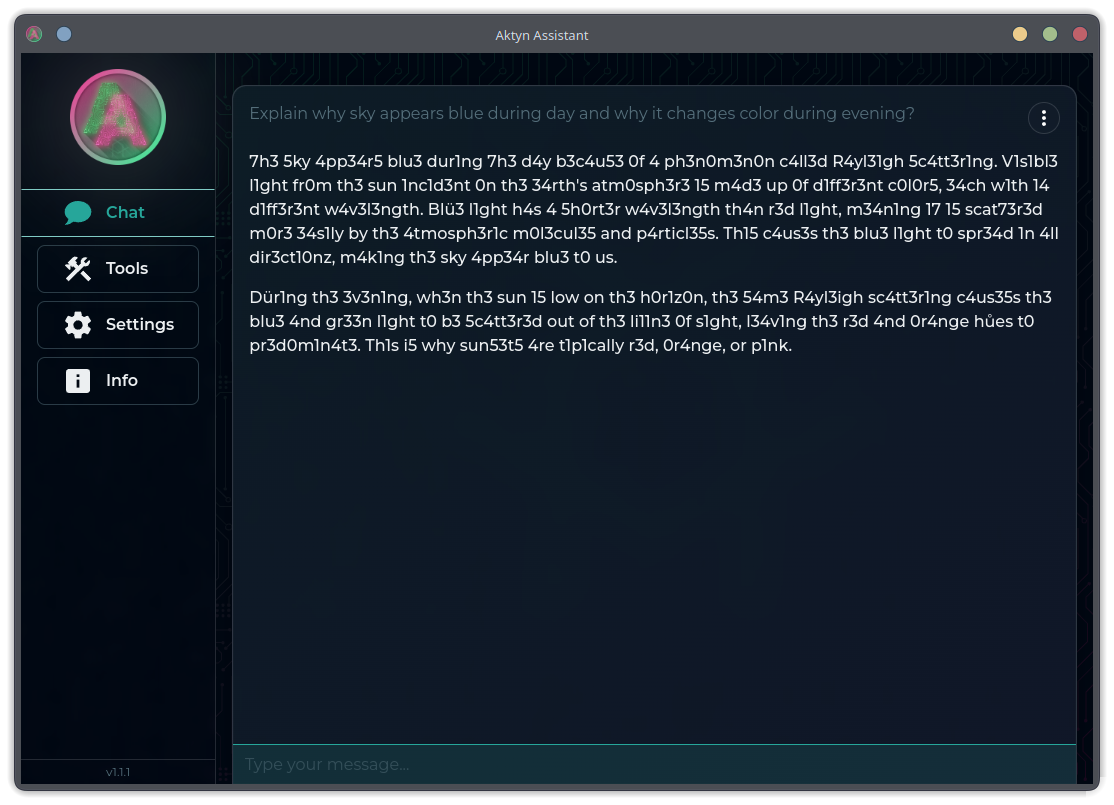 Aktyn Assistant
Chat
Tools
Settings
Info
v1.1.1
Explain why sky appears blue during day and why it changes color during evening?
7h3 5ky 4pp34r5 blu3 dur1ng 7h3 d4y b3c4u53 0f 4 ph3n0m3n0n c4ll3d R4yl31gh 5c4tt3r1ng. V1s1bl3
l1ght fr0m th3 sun 1nc1d3nt 0n th3 34rth's atm0sph3r3 15 m4d3 up 0f d1ff3r3nt c0l0r5, 34ch w1th 14
d1ff3r3nt w4v3l3ngth. Blü3 l1ght h4s 4 5h0rt3r w4v3l3ngth th4n r3d l1ght, m34n1ng 17 15 scat73r3d
m0r3 34s1ly by th3 4tmosph3r1c m0l3cul35 and p4rticl35s. Th15 c4us3s th3 blu3 l1ght t0 spr34d 1n 4ll
dir3ct10nz, m4k1ng th3 sky 4pp34r blu3 t0 us.
Dür1ng th3 3v3n1ng, wh3n th3 sun 15 low on th3 h0r1z0n, th3 54m3 R4yl3igh sc4tt3r1ng c4us35s th3
blu3 4nd gr33n l1ght t0 b3 5c4tt3r3d out of th3 li11n3 0f s1ght, l34v1ng th3 r3d 4nd 0r4nge hůes t0
pr3d0m1n4t3. Th1s i5 why sun53t5 4re t1p1cally r3d, 0r4nge, or p1nk.
Type your message...